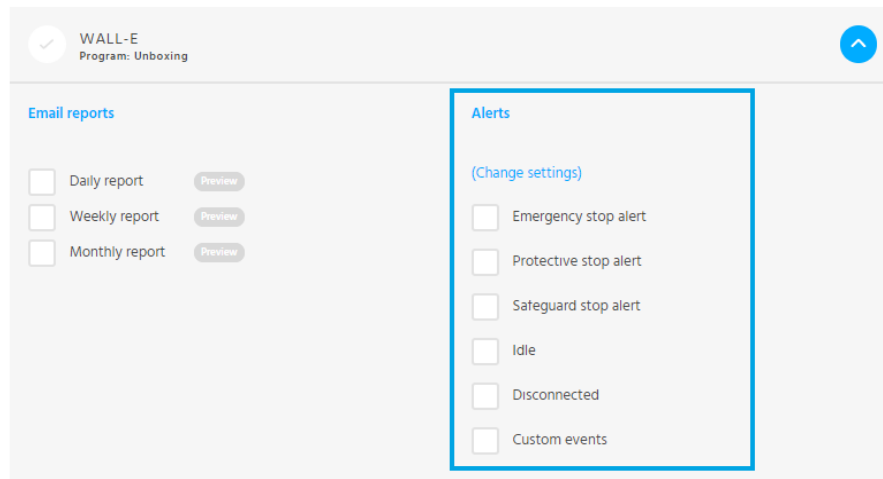 WALL-E
Program: Unboxing
Email reports
Daily report Preview
Weekly report Preview
Monthly report Preview
Alerts
(Change settings)
Emergency stop alert
Protective stop alert
Safeguard stop alert
Idle
Disconnected
Custom events